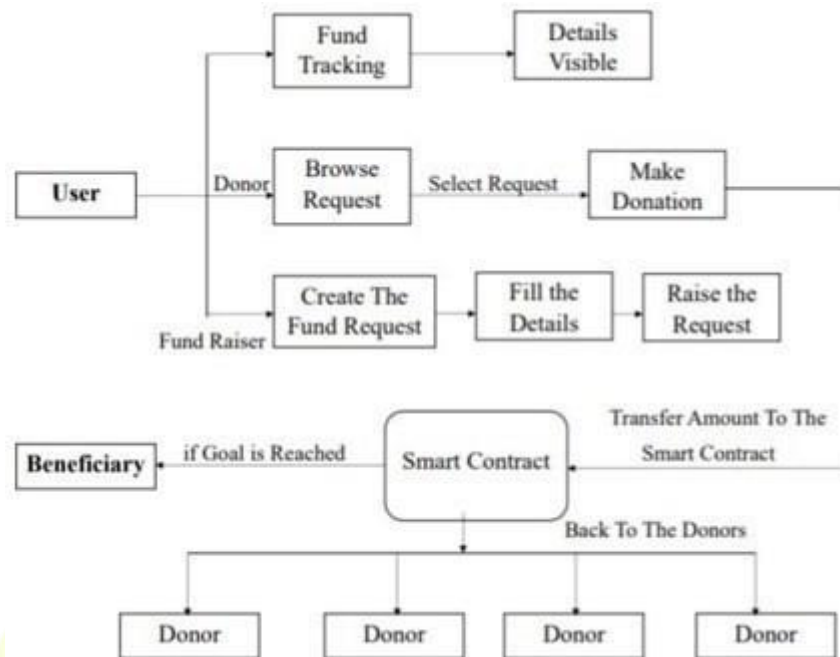 Fund
Tracking
Details
Visible
User
Donor
Browse
Request
Select Request
Make
Donation
Fund Raiser
Create The
Fund Request
Fill the
Details
Raise the
Request
Beneficiary
if Goal is Reached
Smart Contract
Transfer Amount To The
Smart Contract
Back To The Donors
Donor
Donor
Donor
Donor